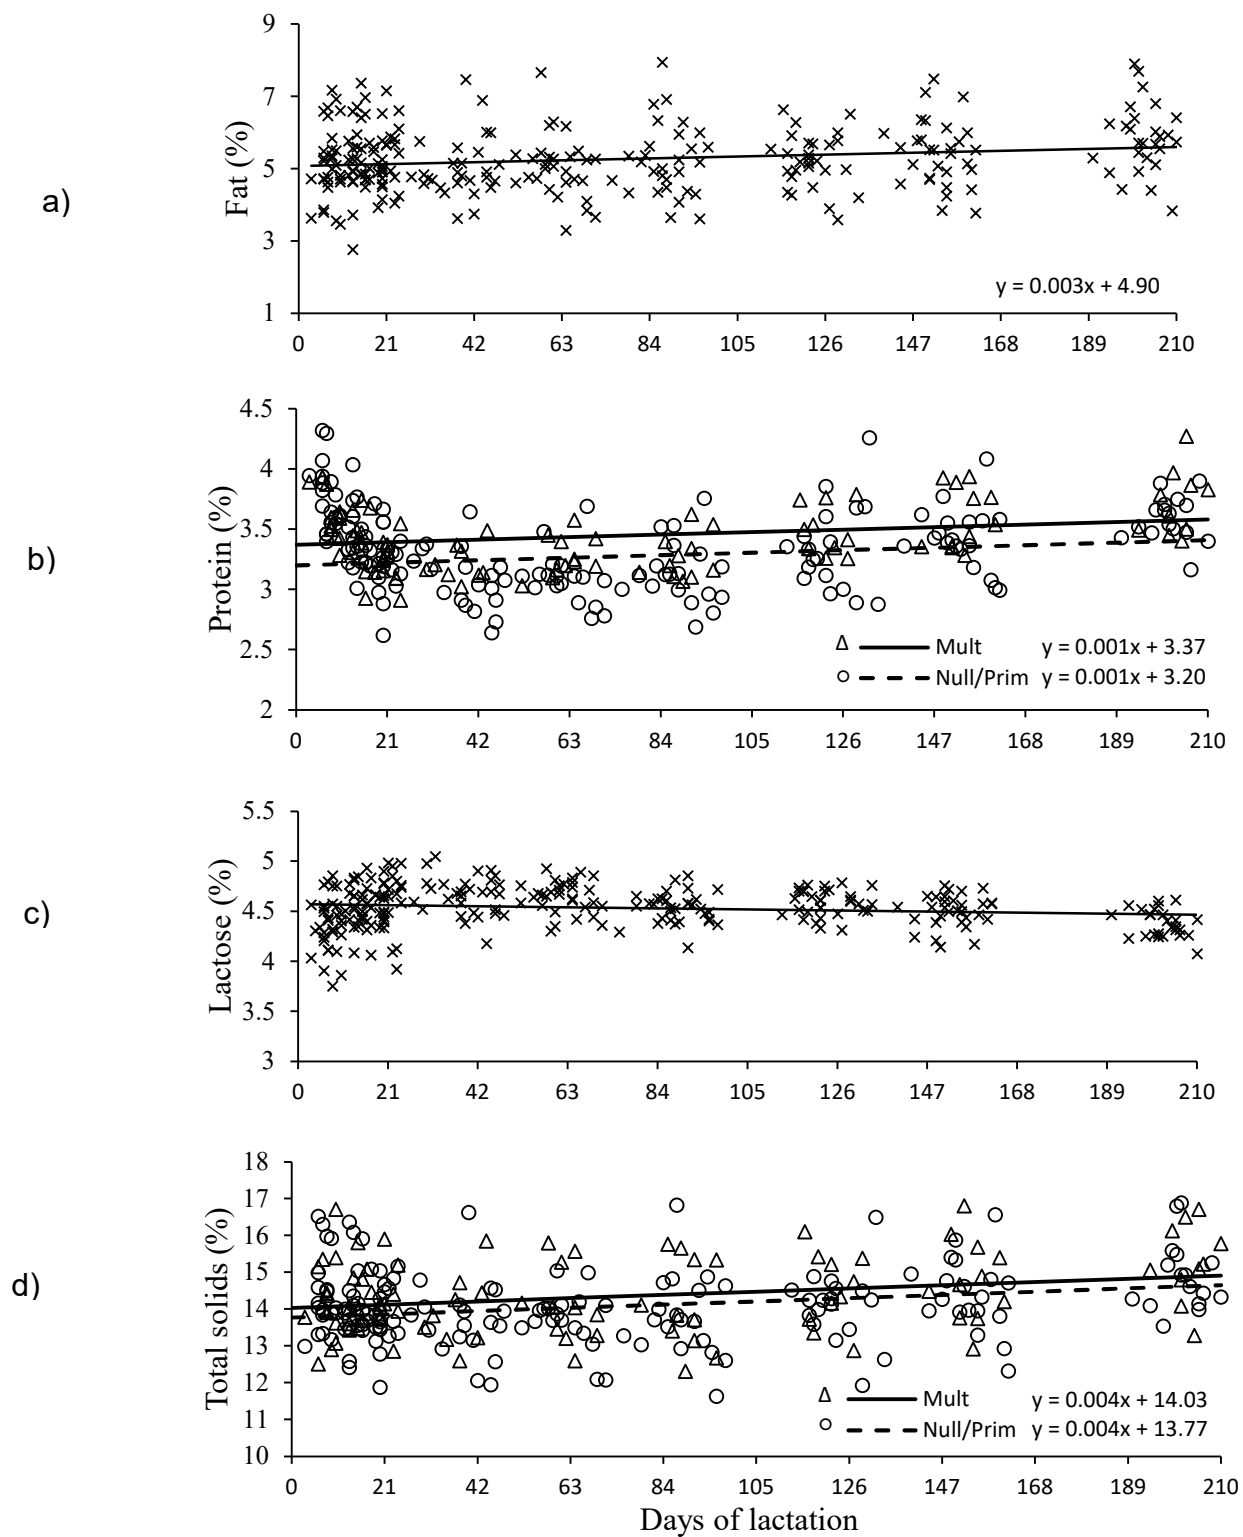 a)
Fat (%)
9
7
5
3
1
y = 0.003x + 4.90
0 21 42 63 84 105 126 147 168 189 210
b)
Protein (%)
4.5
4
3.5
3
2.5
2
Mult y = 0.001x + 3.37
Null/Prim y = 0.001x + 3.20
0 21 42 63 84 105 126 147 168 189 210
c)
Lactose (%)
5.5
5
4.5
4
3.5
3
0 21 42 63 84 105 126 147 168 189 210
d)
Total solids (%)
18
17
16
15
14
13
12
11
10
Mult y = 0.004x + 14.03
Null/Prim y = 0.004x + 13.77
0 21 42 63 84 105 126 147 168 189 210
Days of lactation